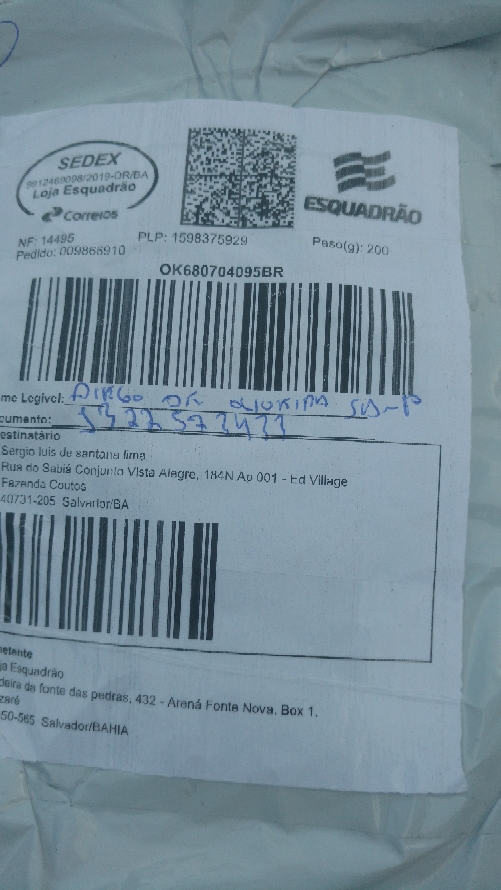 SEDEX
9912469098/2019-DR/BA
Loja Esquadrão
Correios
ESQUADRÃO
NF: 14495
PLP: 1598375929
Peso(g): 200
Pedido: 009866910
OK680704095BR
me Legível:
cumento:
estinatário
Sergio luis de santana lima
Rua do Sabiá Conjunto Vista Alegre, 184N Ap 001 - Ed Village
Fazenda Coutos
40731-205 Salvador/BA
etente
ja Esquadrão
deira da fonte das pedras, 432 - Arena Fonte Nova, Box 1,
zaré
50-565 Salvador/BAHIA